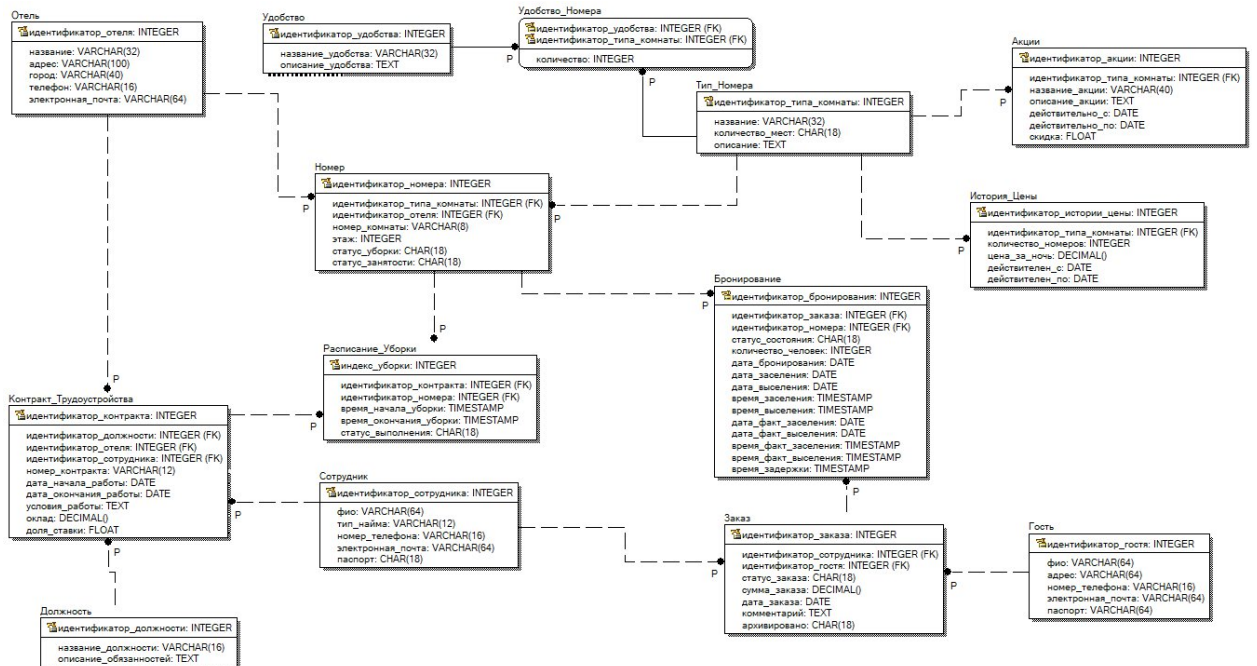 Отель
идентификатор_отеля: INTEGER
название: VARCHAR(32)
адрес: VARCHAR(100)
город: VARCHAR(40)
телефон: VARCHAR(16)
электронная_почта: VARCHAR(64)
Удобство
идентификатор_удобства: INTEGER
название_удобства: VARCHAR(32)
описание_удобства: TEXT
Удобство_Номера
идентификатор_удобства: INTEGER (FK)
идентификатор_типа_комнаты: INTEGER (FK)
количество: INTEGER
P
P
Тип_Номера
идентификатор_типа_комнаты: INTEGER
название: VARCHAR(32)
количество_мест: CHAR(18)
описание: TEXT
Акции
идентификатор_акции: INTEGER
идентификатор_типа_комнаты: INTEGER (FK)
название_акции: VARCHAR(40)
описание_акции: TEXT
действительно_с: DATE
действительно_по: DATE
скидка: FLOAT
P
Номер
идентификатор_номера: INTEGER
идентификатор_типа_комнаты: INTEGER (FK)
идентификатор_отеля: INTEGER (FK)
номер_комнаты: VARCHAR(8)
этаж: INTEGER
статус_уборки: CHAR(18)
статус_занятости: CHAR(18)
P
P
История_Цены
идентификатор_истории_цены: INTEGER
идентификатор_типа_комнаты: INTEGER (FK)
количество_номеров: INTEGER
цена_за_ночь: DECIMAL()
действителен_с: DATE
действителен_по: DATE
P
Бронирование
идентификатор_бронирования: INTEGER
идентификатор_заказа: INTEGER (FK)
идентификатор_номера: INTEGER (FK)
статус_состояния: CHAR(18)
количество_человек: INTEGER
дата_бронирования: DATE
дата_заселения: DATE
дата_выселения: DATE
время_заселения: TIMESTAMP
время_выселения: TIMESTAMP
дата_факт_заселения: DATE
дата_факт_выселения: DATE
время_факт_заселения: TIMESTAMP
время_факт_выселения: TIMESTAMP
время_задержки: TIMESTAMP
P
P
Расписание_Уборки
индекс_уборки: INTEGER
идентификатор_контракта: INTEGER (FK)
идентификатор_номера: INTEGER (FK)
время_начала_уборки: TIMESTAMP
время_окончания_уборки: TIMESTAMP
статус_выполнения: CHAR(18)
P
P
Контракт_Трудоустройства
идентификатор_контракта: INTEGER
идентификатор_должности: INTEGER (FK)
идентификатор_отеля: INTEGER (FK)
идентификатор_сотрудника: INTEGER (FK)
номер_контракта: VARCHAR(12)
дата_начала_работы: DATE
дата_окончания_работы: DATE
условия_работы: TEXT
оклад: DECIMAL()
доля_ставки: FLOAT
P
P
P
Сотрудник
идентификатор_сотрудника: INTEGER
фио: VARCHAR(64)
тип_найма: VARCHAR(12)
номер_телефона: VARCHAR(16)
электронная_почта: VARCHAR(64)
паспорт: CHAR(18)
Заказ
идентификатор_заказа: INTEGER
идентификатор_сотрудника: INTEGER (FK)
идентификатор_гостя: INTEGER (FK)
статус_заказа: CHAR(18)
сумма_заказа: DECIMAL()
дата_заказа: DATE
комментарий: TEXT
архивировано: CHAR(18)
P
P
Гость
идентификатор_гостя: INTEGER
фио: VARCHAR(64)
адрес: VARCHAR(64)
номер_телефона: VARCHAR(16)
электронная_почта: VARCHAR(64)
паспорт: VARCHAR(64)
Должность
идентификатор_должности: INTEGER
название_должности: VARCHAR(16)
описание_обязанностей: TEXT